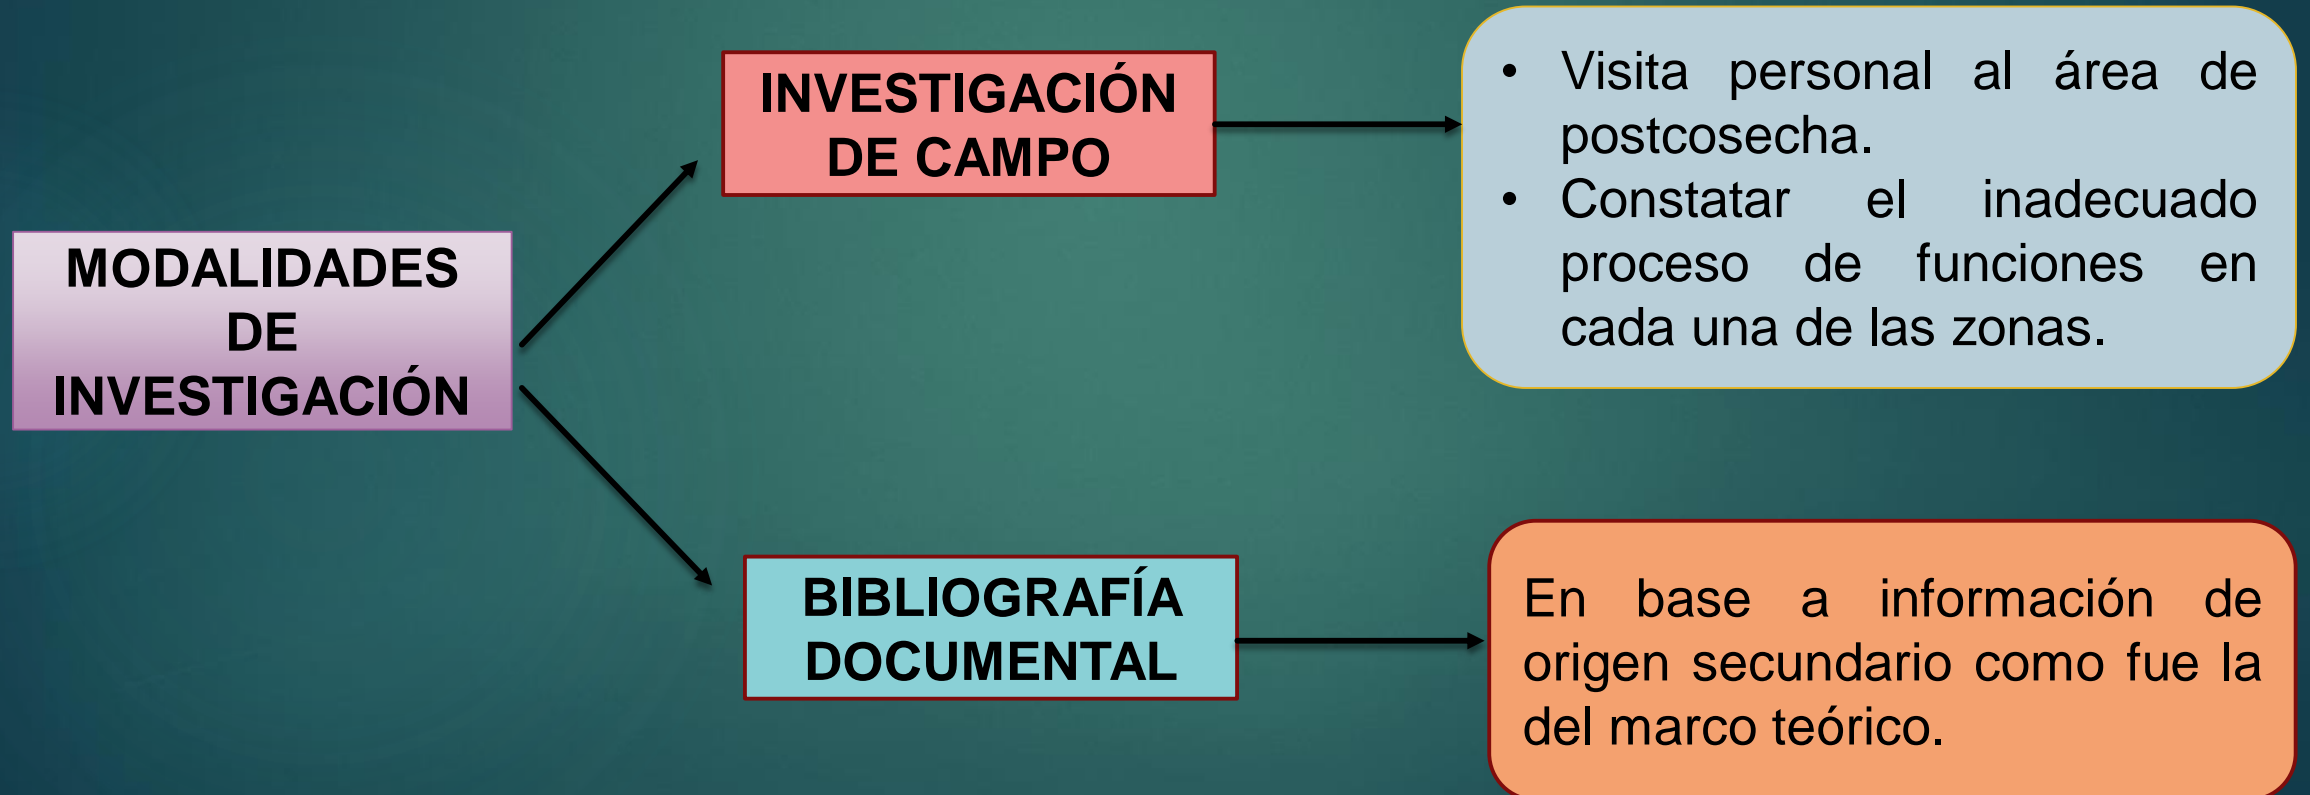 MODALIDADES
DE
INVESTIGACIÓN
INVESTIGACIÓN
DE CAMPO
• Visita personal al área de
postcosecha.
• Constatar el inadecuado
proceso de funciones en
cada una de las zonas.
BIBLIOGRAFÍA
DOCUMENTAL
En base a información de
origen secundario como fue la
del marco teórico.